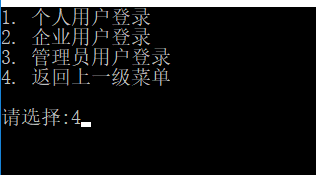 1. 个人用户登录
2. 企业用户登录
3. 管理员用户登录
4. 返回上一级菜单
请选择:4